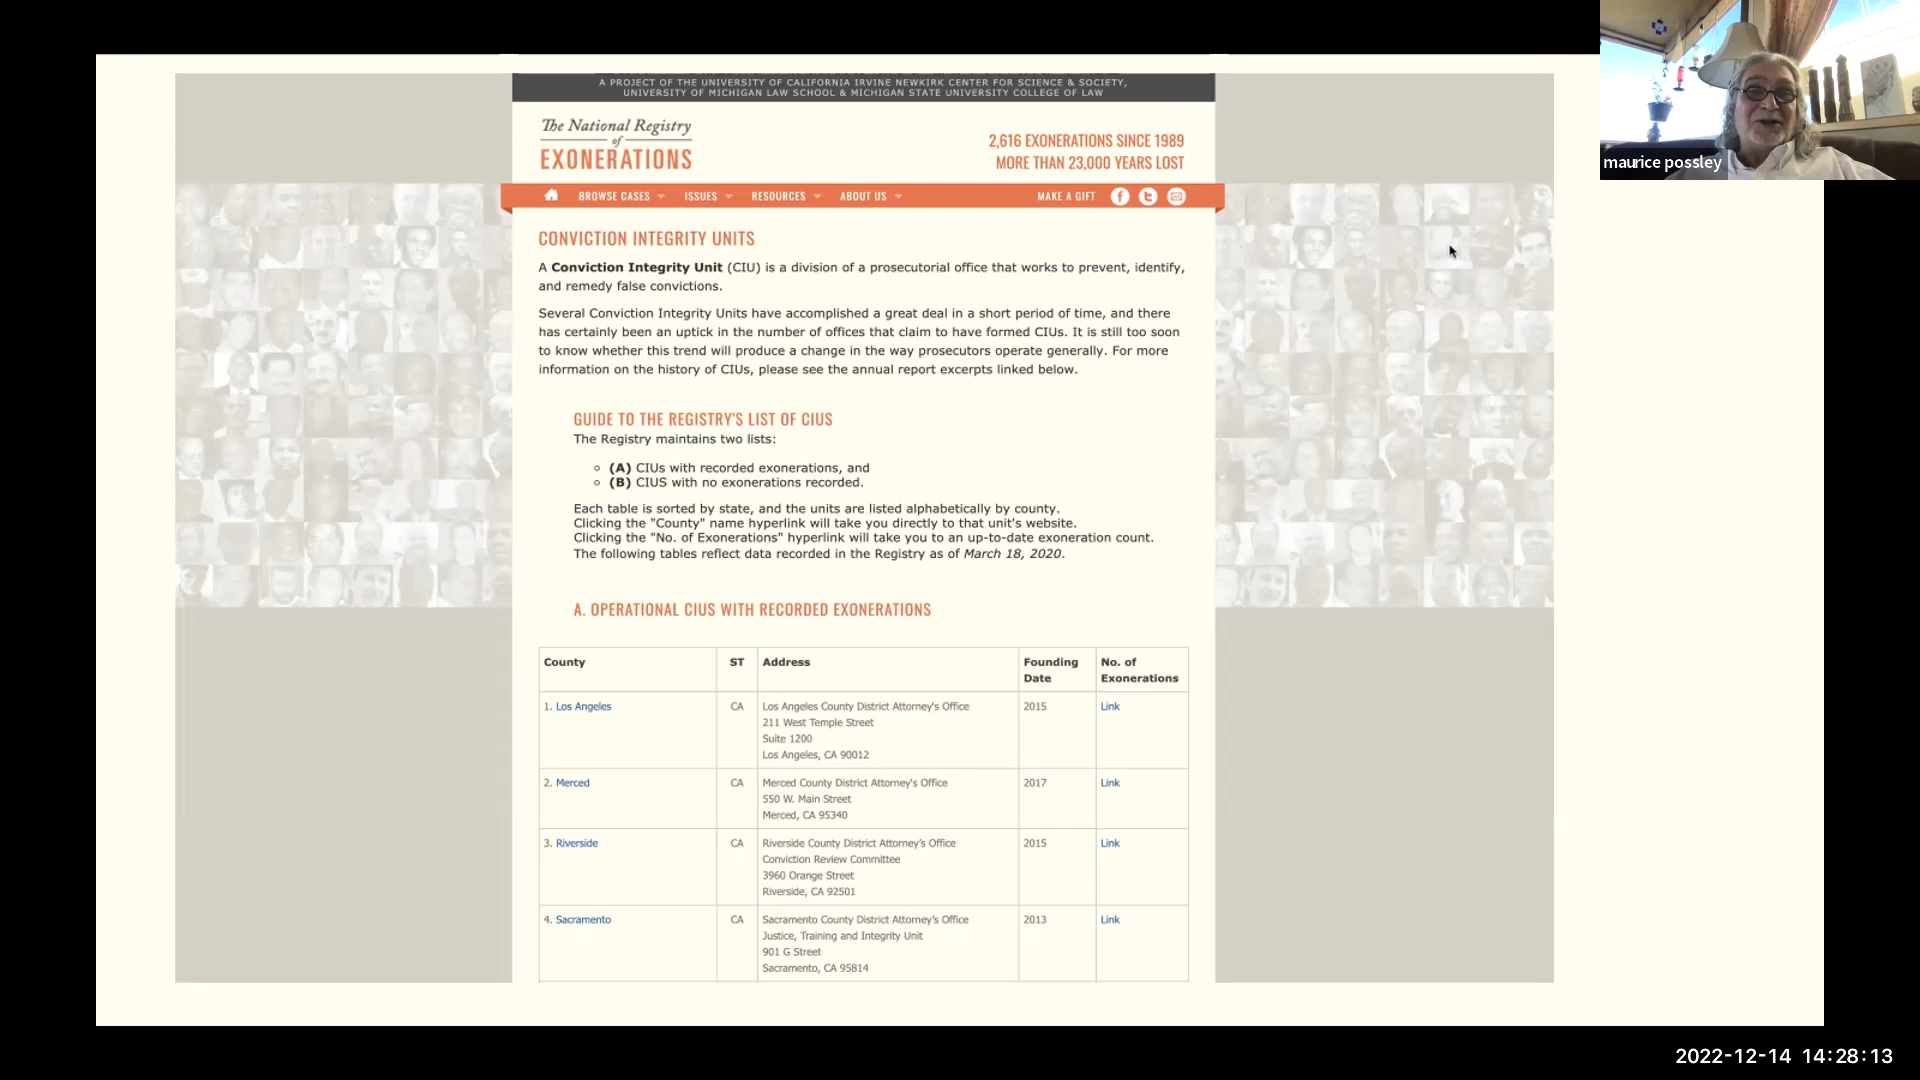 A PROJECT OF THE UNIVERSITY OF CALIFORNIA IRVINE NEWKIRK CENTER FOR SCIENCE & SOCIETY,
UNIVERSITY OF MICHIGAN LAW SCHOOL & MICHIGAN STATE UNIVERSITY COLLEGE OF LAW
The National Registry
of
EXONERATIONS
2,616 EXONERATIONS SINCE 1989
MORE THAN 23,000 YEARS LOST
maurice possley
BROWSE CASES ISSUES RESOURCES ABOUT US MAKE A GIFT
CONVICTION INTEGRITY UNITS
A Conviction Integrity Unit (CIU) is a division of a prosecutorial office that works to prevent, identify,
and remedy false convictions.
Several Conviction Integrity Units have accomplished a great deal in a short period of time, and there
has certainly been an uptick in the number of offices that claim to have formed CIUs. It is still too soon
to know whether this trend will produce a change in the way prosecutors operate generally. For more
information on the history of CIUs, please see the annual report excerpts linked below.
GUIDE TO THE REGISTRY'S LIST OF CIUS
The Registry maintains two lists:
(A) CIUs with recorded exonerations, and
(B) CIUS with no exonerations recorded.
Each table is sorted by state, and the units are listed alphabetically by county.
Clicking the "County" name hyperlink will take you directly to that unit's website.
Clicking the "No. of Exonerations" hyperlink will take you to an up-to-date exoneration count.
The following tables reflect data recorded in the Registry as of March 18, 2020.
A. OPERATIONAL CIUS WITH RECORDED EXONERATIONS
County ST Address Founding Date No. of Exonerations
1. Los Angeles CA Los Angeles County District Attorney's Office 2015 Link
211 West Temple Street
Suite 1200
Los Angeles, CA 90012
2. Merced CA Merced County District Attorney's Office 2017 Link
550 W. Main Street
Merced, CA 95340
3. Riverside CA Riverside County District Attorney's Office 2015 Link
Conviction Review Committee
3960 Orange Street
Riverside, CA 92501
4. Sacramento CA Sacramento County District Attorney's Office 2013 Link
Justice, Training and Integrity Unit
901 G Street
Sacramento, CA 95814
2022-12-14 14:28:13